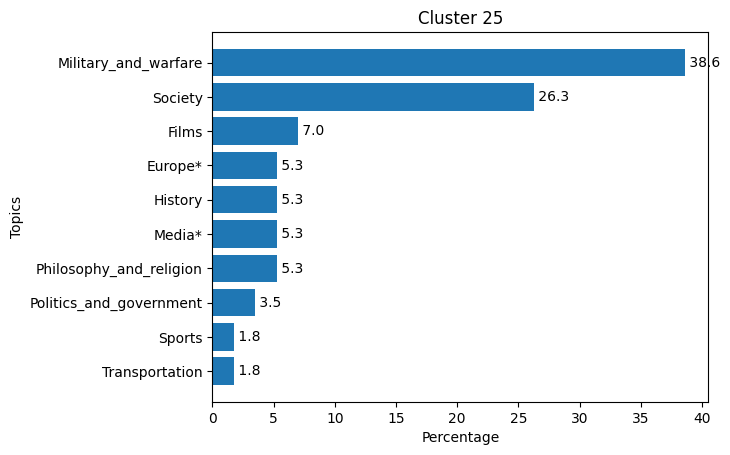 Cluster 25
Topics
Military_and_warfare 38.6
Society 26.3
Films 7.0
Europe* 5.3
History 5.3
Media* 5.3
Philosophy_and_religion 5.3
Politics_and_government 3.5
Sports 1.8
Transportation 1.8
0 5 10 15 20 25 30 35 40
Percentage